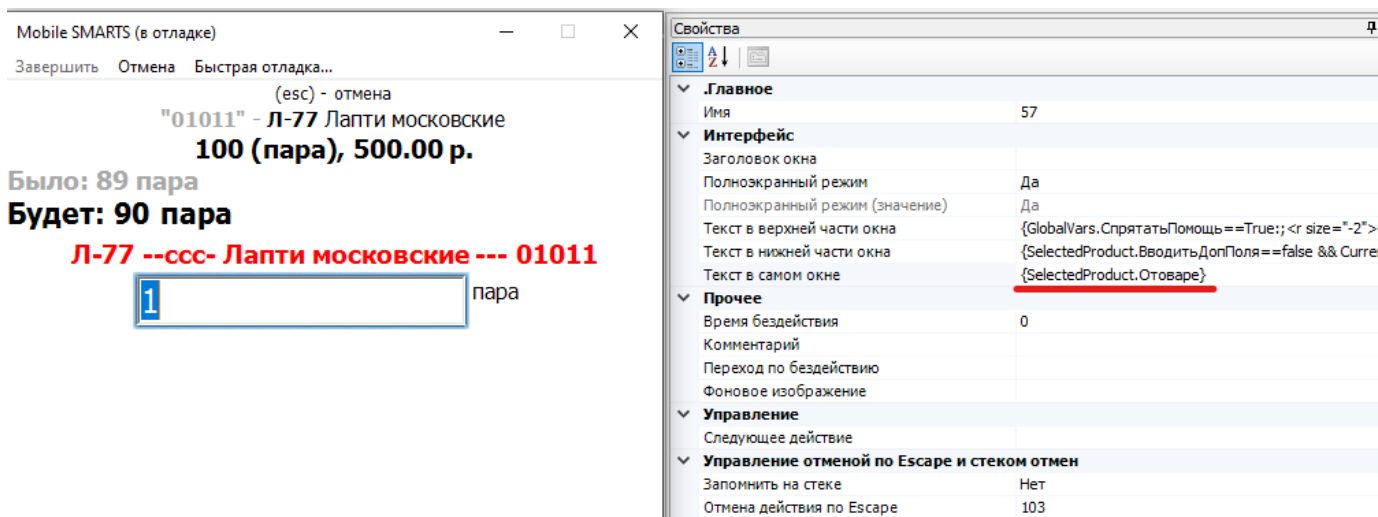 Mobile SMARTS (в отладке)
Завершить Отмена Быстрая отладка...
(esc) - отмена
"01011" - Л-77 Лапти московские
100 (пара), 500.00 р.
Было: 89 пара
Будет: 90 пара
Л-77 --ссс- Лапти московские --- 01011
1 пара
Свойства
.Главное
Имя 57
Интерфейс
Заголовок окна
Полноэкранный режим Да
Полноэкранный режим (значение) Да
Текст в верхней части окна {GlobalVars.СпрятатьПомощь==True:;<r size="-2">
Текст в нижней части окна {SelectedProduct.ВводитьДопПоля==false && Curre
Текст в самом окне {SelectedProduct.Отоваре}
Прочее
Время бездействия 0
Комментарий
Переход по бездействию
Фоновое изображение
Управление
Следующее действие
Управление отменой по Escape и стеком отмен
Запомнить на стеке Нет
Отмена действия по Escape 103